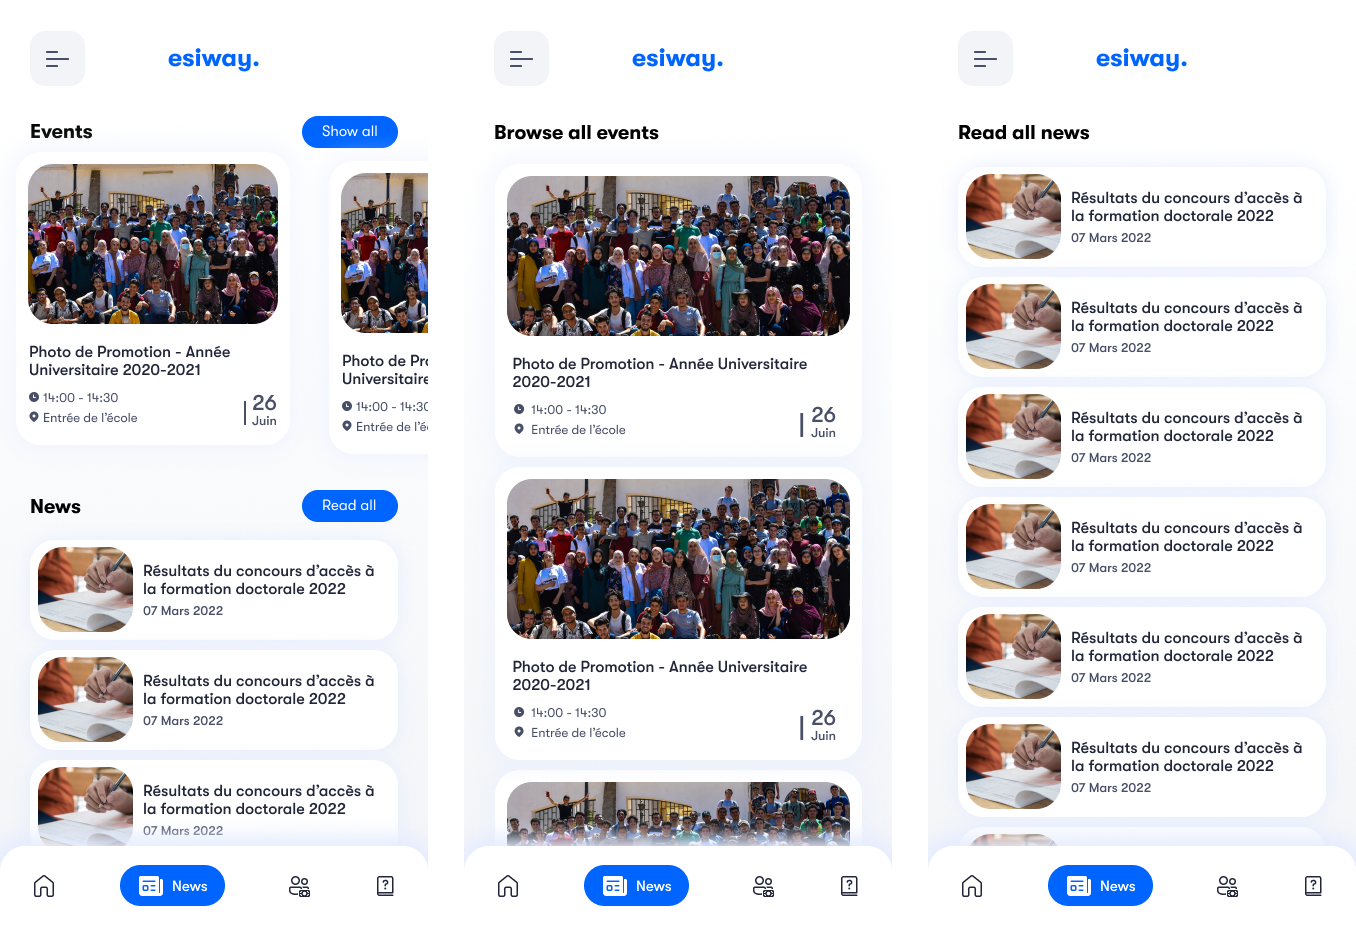 esiway.
Events
Show all
Photo de Promotion - Année
Universitaire 2020-2021
14:00 - 14:30
Entrée de l'école
26
Juin
Photo de
Universitaire
14:00 - 14:30
Entrée de
News
Read all
Résultats du concours d'accès à
la formation doctorale 2022
07 Mars 2022
Résultats du concours d'accès à
la formation doctorale 2022
07 Mars 2022
Résultats du concours d'accès à
la formation doctorale 2022
07 Mars 2022
News
esiway.
Browse all events
Photo de Promotion - Année Universitaire
2020-2021
14:00 - 14:30
Entrée de l'école
26
Juin
Photo de Promotion - Année Universitaire
2020-2021
14:00 - 14:30
Entrée de l'école
26
Juin
News
esiway.
Read all news
Résultats du concours d'accès à
la formation doctorale 2022
07 Mars 2022
Résultats du concours d'accès à
la formation doctorale 2022
07 Mars 2022
Résultats du concours d'accès à
la formation doctorale 2022
07 Mars 2022
Résultats du concours d'accès à
la formation doctorale 2022
07 Mars 2022
Résultats du concours d'accès à
la formation doctorale 2022
07 Mars 2022
Résultats du concours d'accès à
la formation doctorale 2022
07 Mars 2022
News